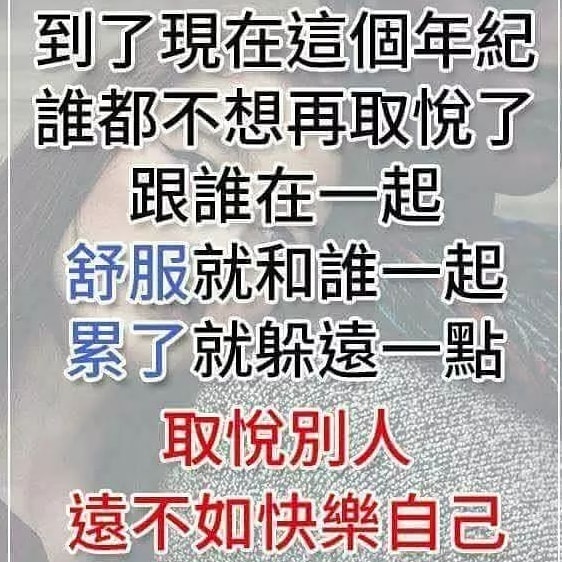 到了現在這個年紀
誰都不想再取悅了
跟誰在一起
舒服就和誰一起
累了就躲遠一點
取悅別人
遠不如快樂自己